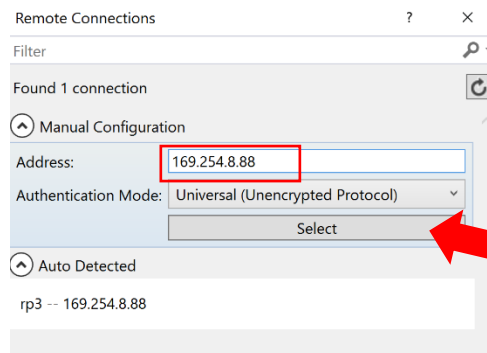 Remote Connections ? ×
Filter
Found 1 connection
Manual Configuration
Address: 169.254.8.88
Authentication Mode: Universal (Unencrypted Protocol)
Select
Auto Detected
rp3 -- 169.254.8.88